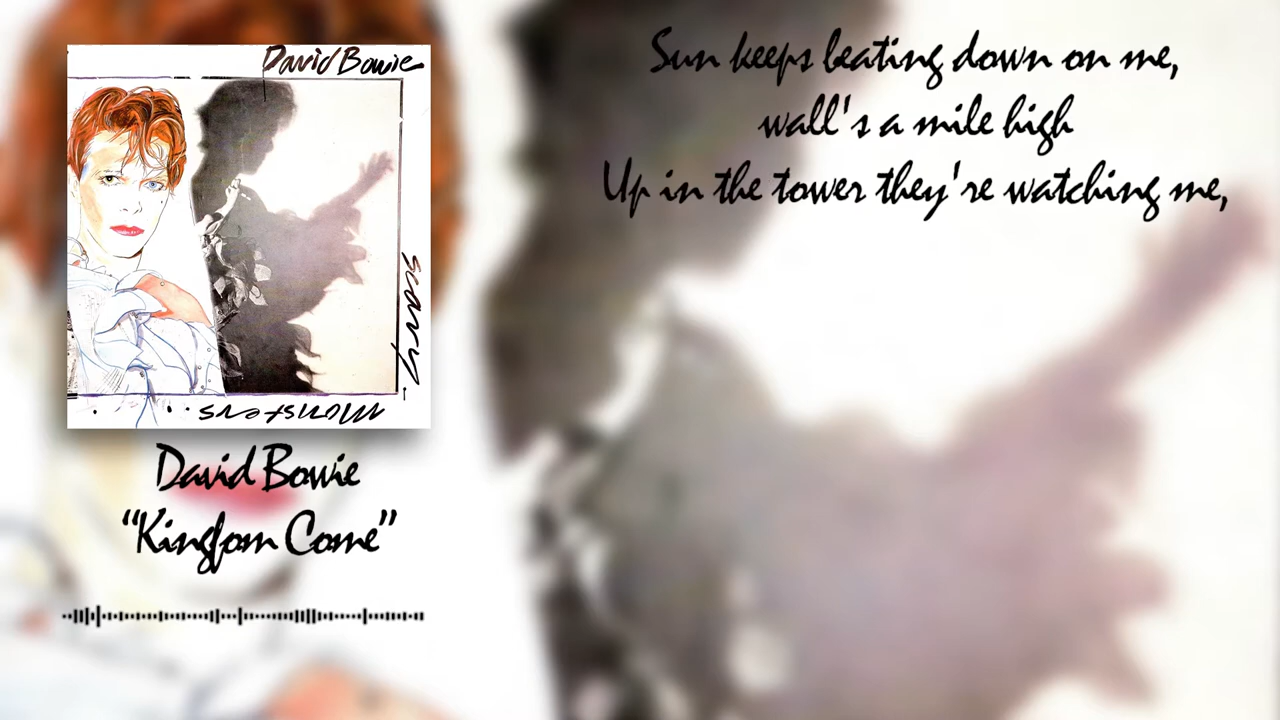 David Bowie
scary
monsters
David Bowie
“Kingfom Come”
Sun keeps beating down on me,
wall's a mile high
Up in the tower they're watching me,